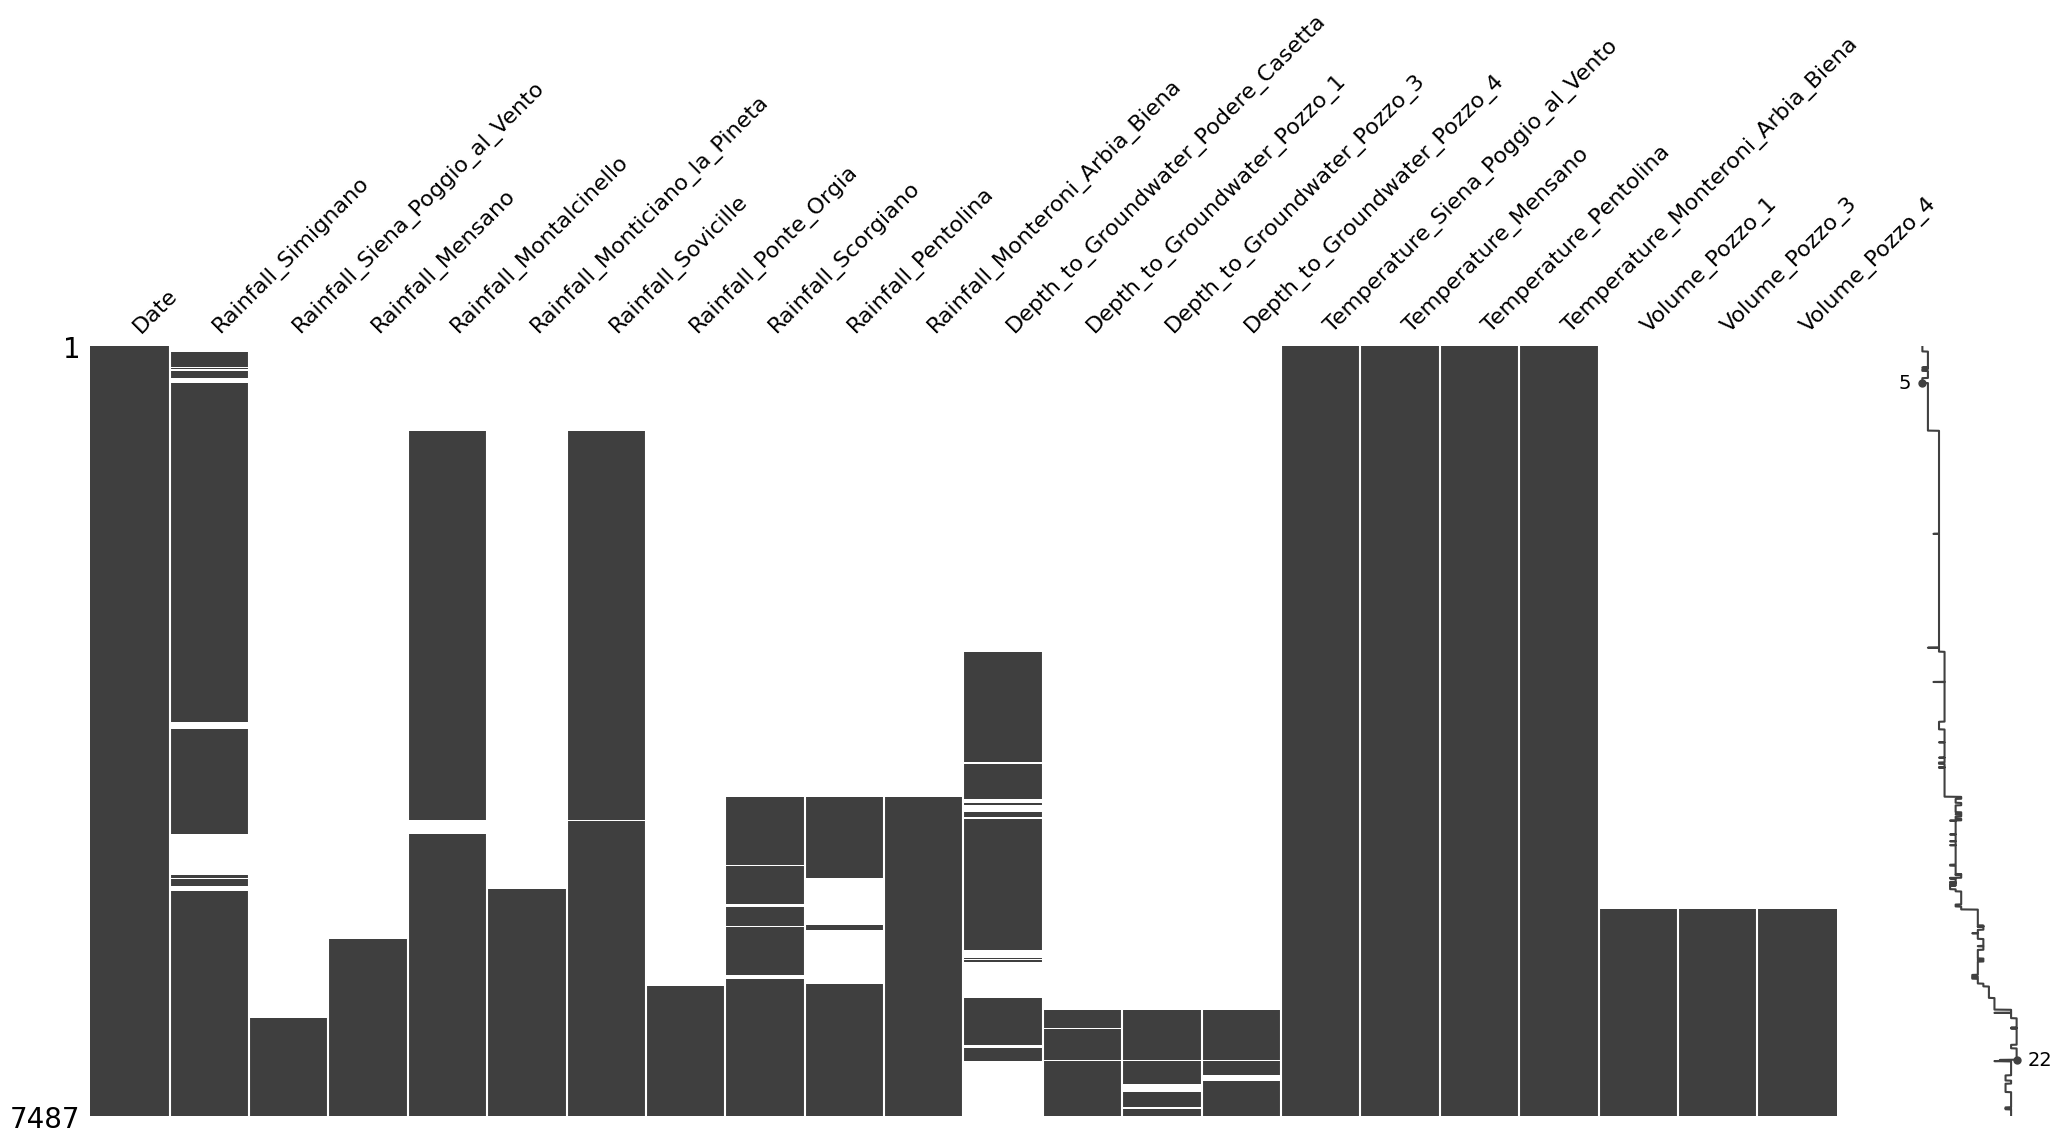 Date
Rainfall_Simignano
Rainfall_Siena_Poggio_al_Vento
Rainfall_Mensano
Rainfall_Montalcinello
Rainfall_Monticiano_la_Pineta
Rainfall_Sovicille
Rainfall_Ponte_Orgia
Rainfall_Scorgiano
Rainfall_Pentolina
Rainfall_Monteroni_Arbia_Biena
Depth_to_Groundwater_Podere_Casetta
Depth_to_Groundwater_Pozzo_1
Depth_to_Groundwater_Pozzo_3
Depth_to_Groundwater_Pozzo_4
Temperature_Siena_Poggio_al_Vento
Temperature_Mensano
Temperature_Pentolina
Temperature_Monteroni_Arbia_Biena
Volume_Pozzo_1
Volume_Pozzo_3
Volume_Pozzo_4
1
5
22
7487